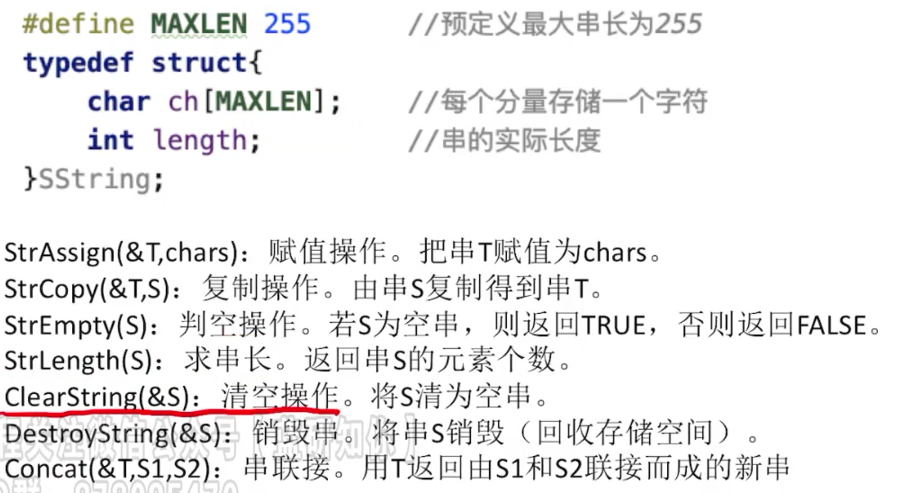 #define MAXLEN 255 //预定义最大串长为255
typedef struct{
char ch[MAXLEN]; //每个分量存储一个字符
int length; //串的实际长度
}SString;
StrAssign(&T,chars)：赋值操作。把串T赋值为chars。
StrCopy(&T,S)：复制操作。由串S复制得到串T。
StrEmpty(S)：判空操作。若S为空串，则返回TRUE，否则返回FALSE。
StrLength(S)：求串长。返回串S的元素个数。
ClearString(&S)：清空操作。将S清为空串。
DestroyString(&S)：销毁串。将串S销毁（回收存储空间）。
Concat(&T,S1,S2)：串联接。用T返回由S1和S2联接而成的新串